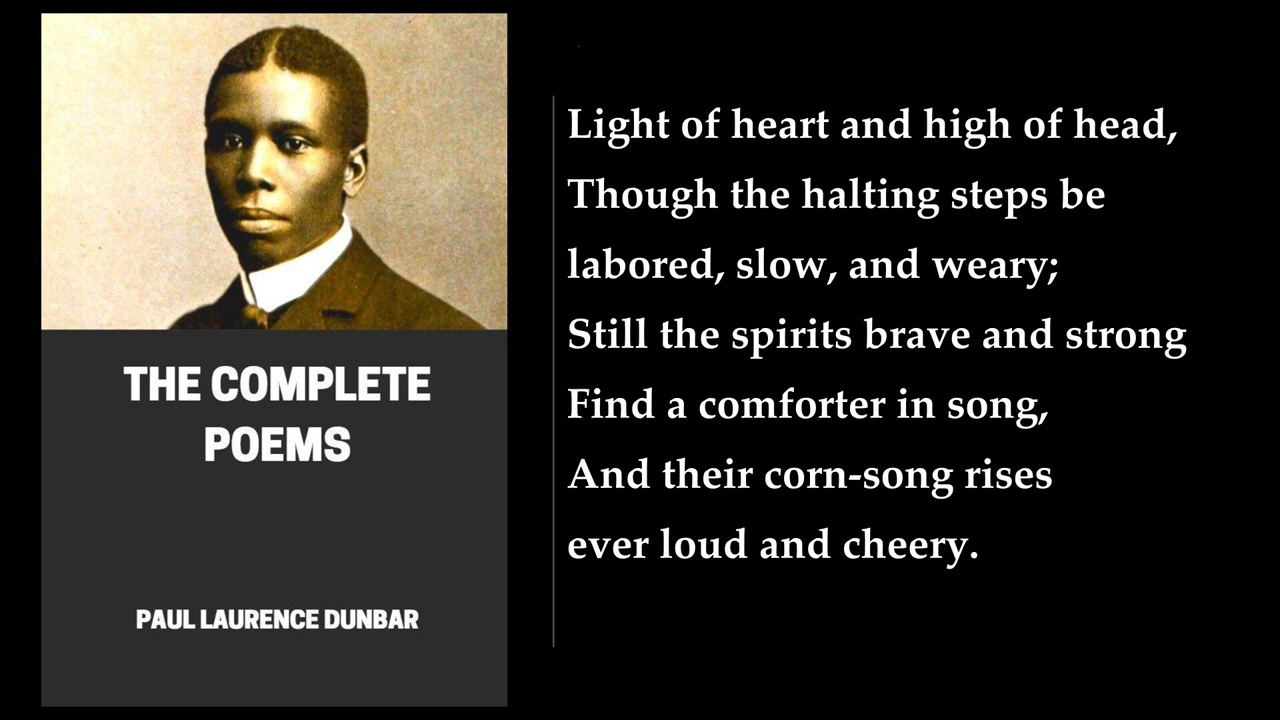 THE COMPLETE
POEMS
PAUL LAURENCE DUNBAR
Light of heart and high of head,
Though the halting steps be
labored, slow, and weary;
Still the spirits brave and strong
Find a comforter in song,
And their corn-song rises
ever loud and cheery.